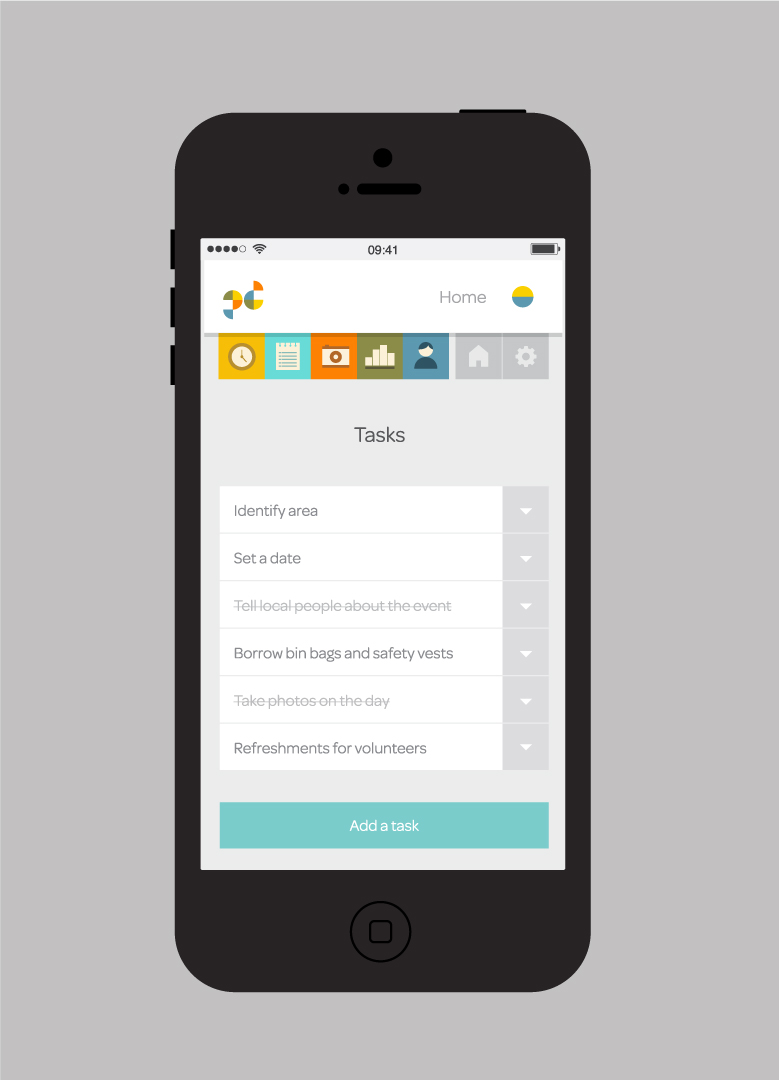 09:41
Home
Tasks
Identify area
Set a date
Tell local people about the event
Borrow bin bags and safety vests
Take photos on the day
Refreshments for volunteers
Add a task